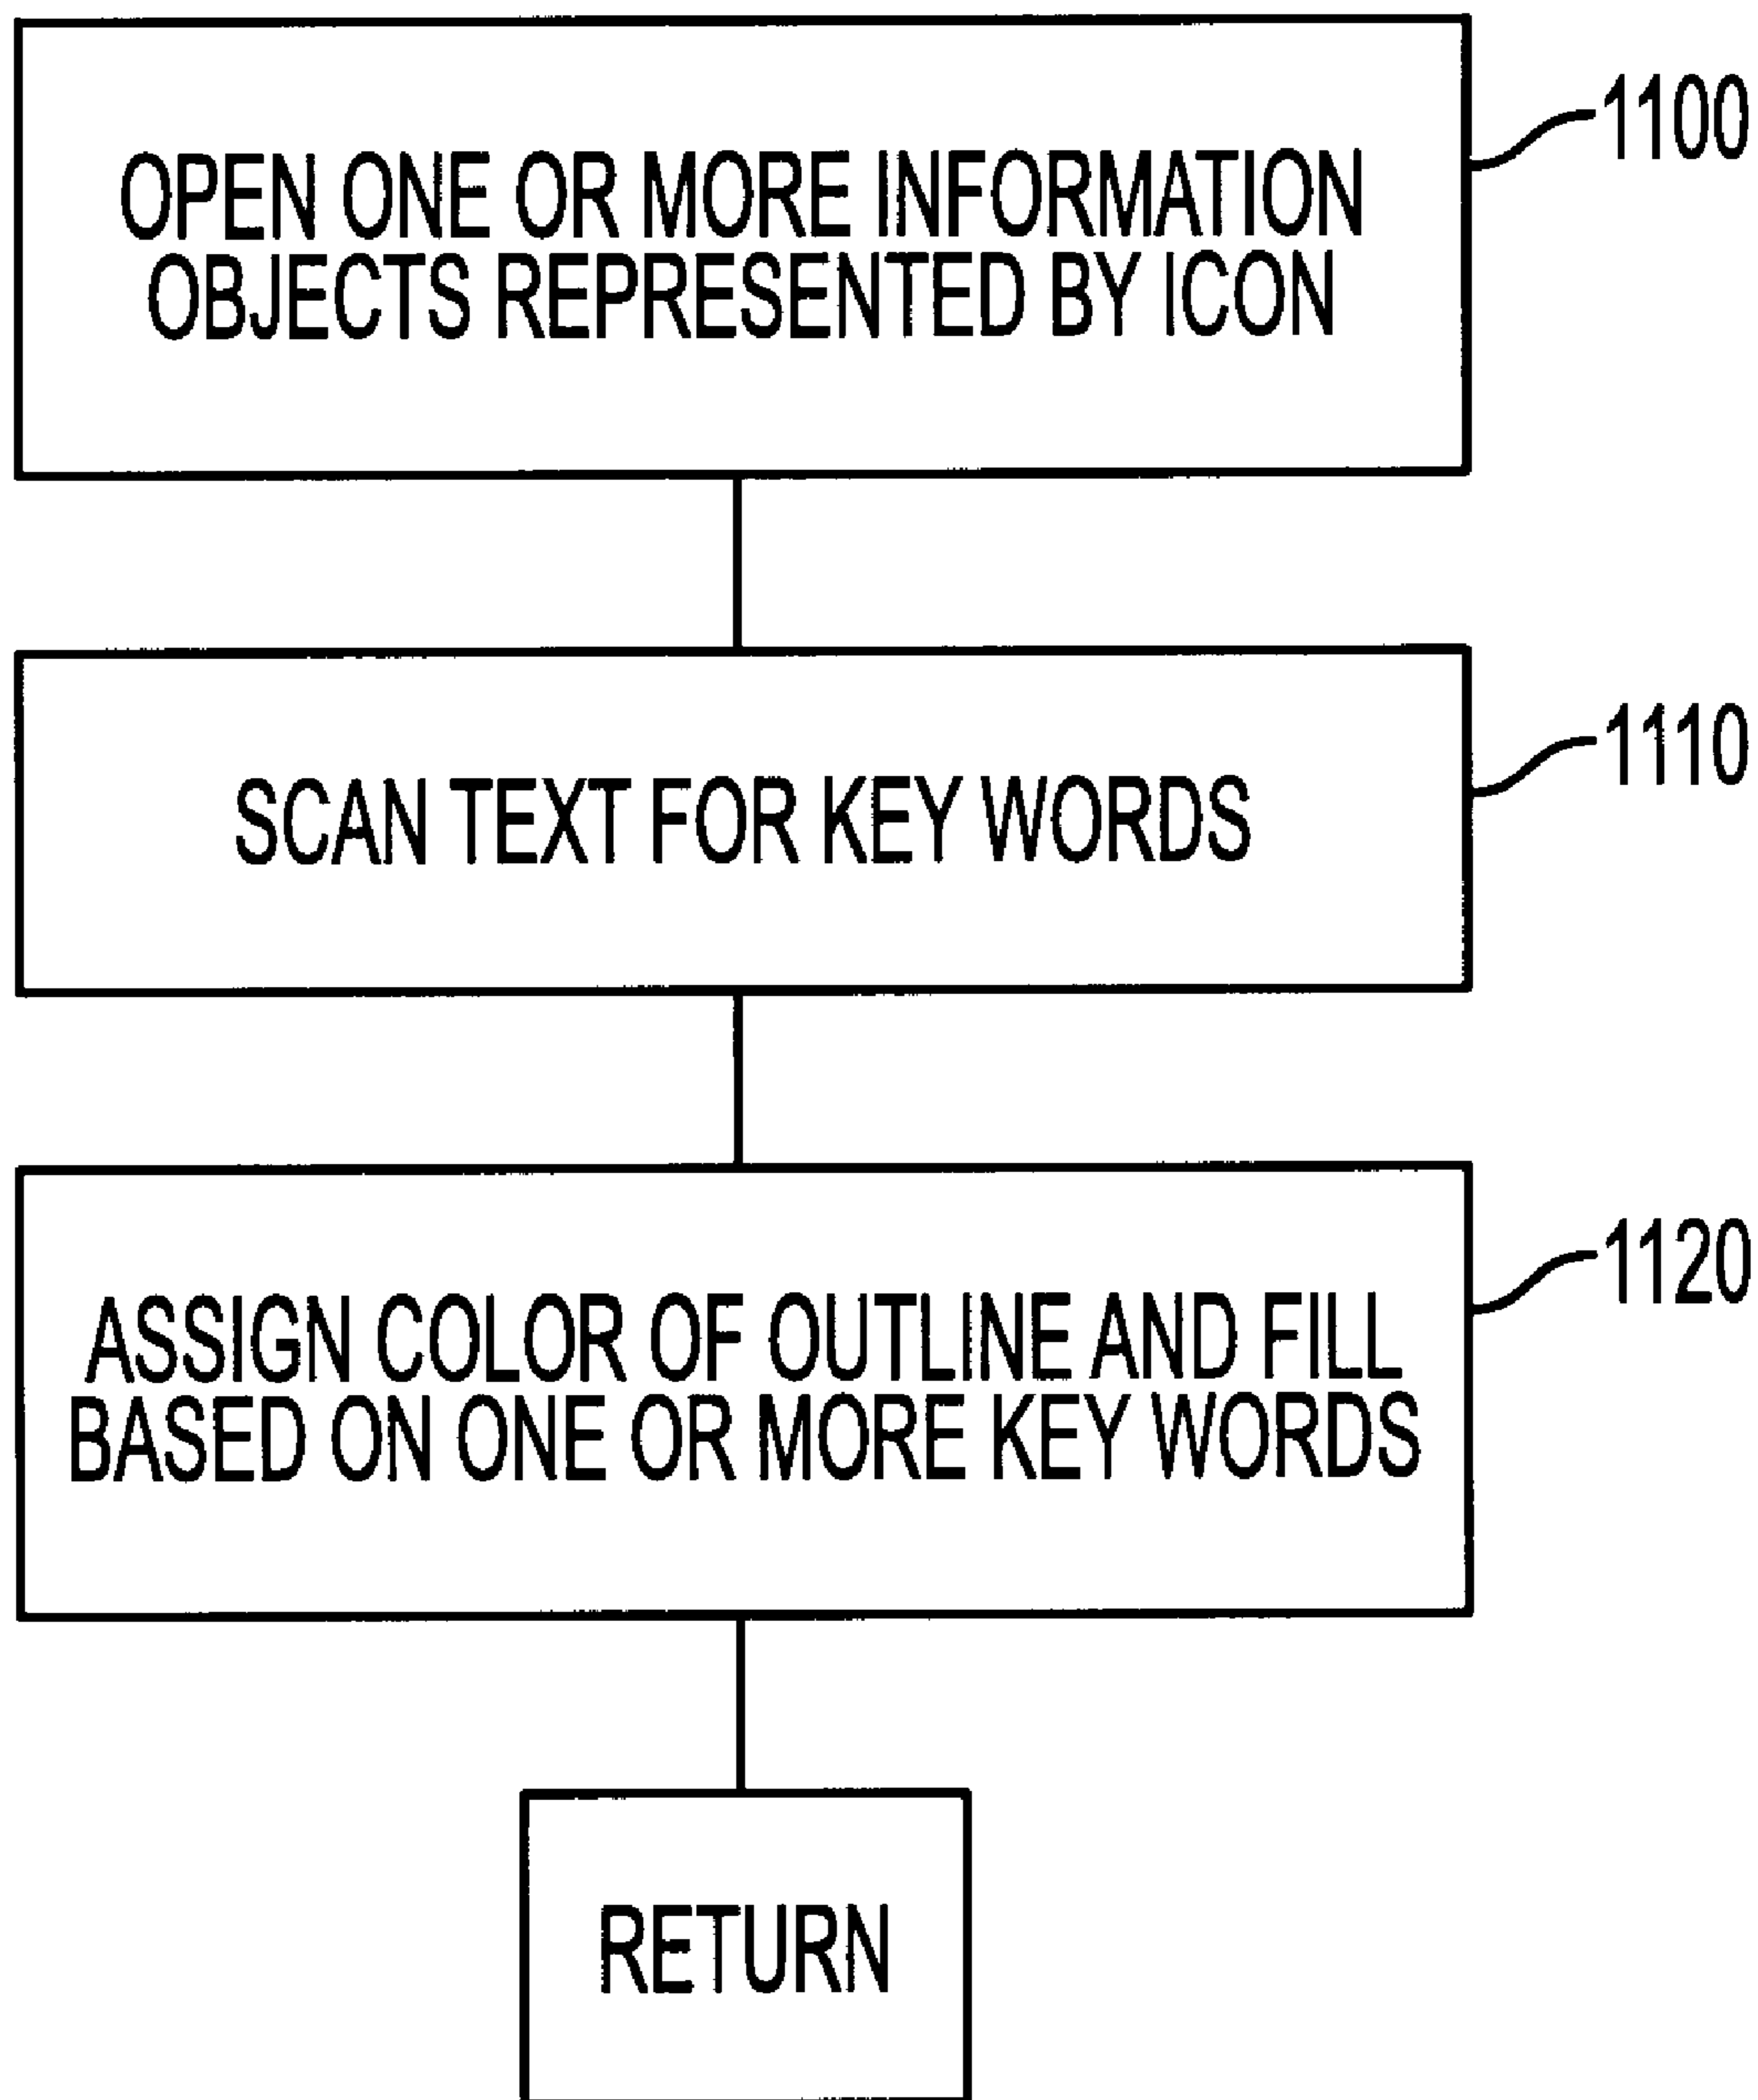 OPEN ONE OR MORE INFORMATION
OBJECTS REPRESENTED BY ICON
1100
SCAN TEXT FOR KEY WORDS
1110
ASSIGN COLOR OF OUTLINE AND FILL
BASED ON ONE OR MORE KEY WORDS
1120
RETURN